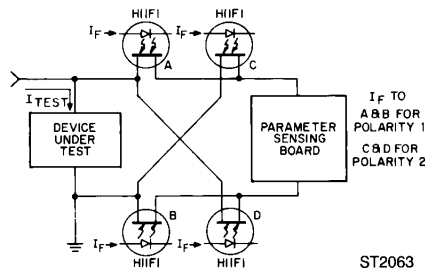 H11F1
H11F1
IF
IF
A
C
ITEST
DEVICE
UNDER
TEST
PARAMETER
SENSING
BOARD
IF TO
A&B FOR
POLARITY 1
C&D FOR
POLARITY 2
B
D
IF
IF
H11F1
H11F1
ST2063